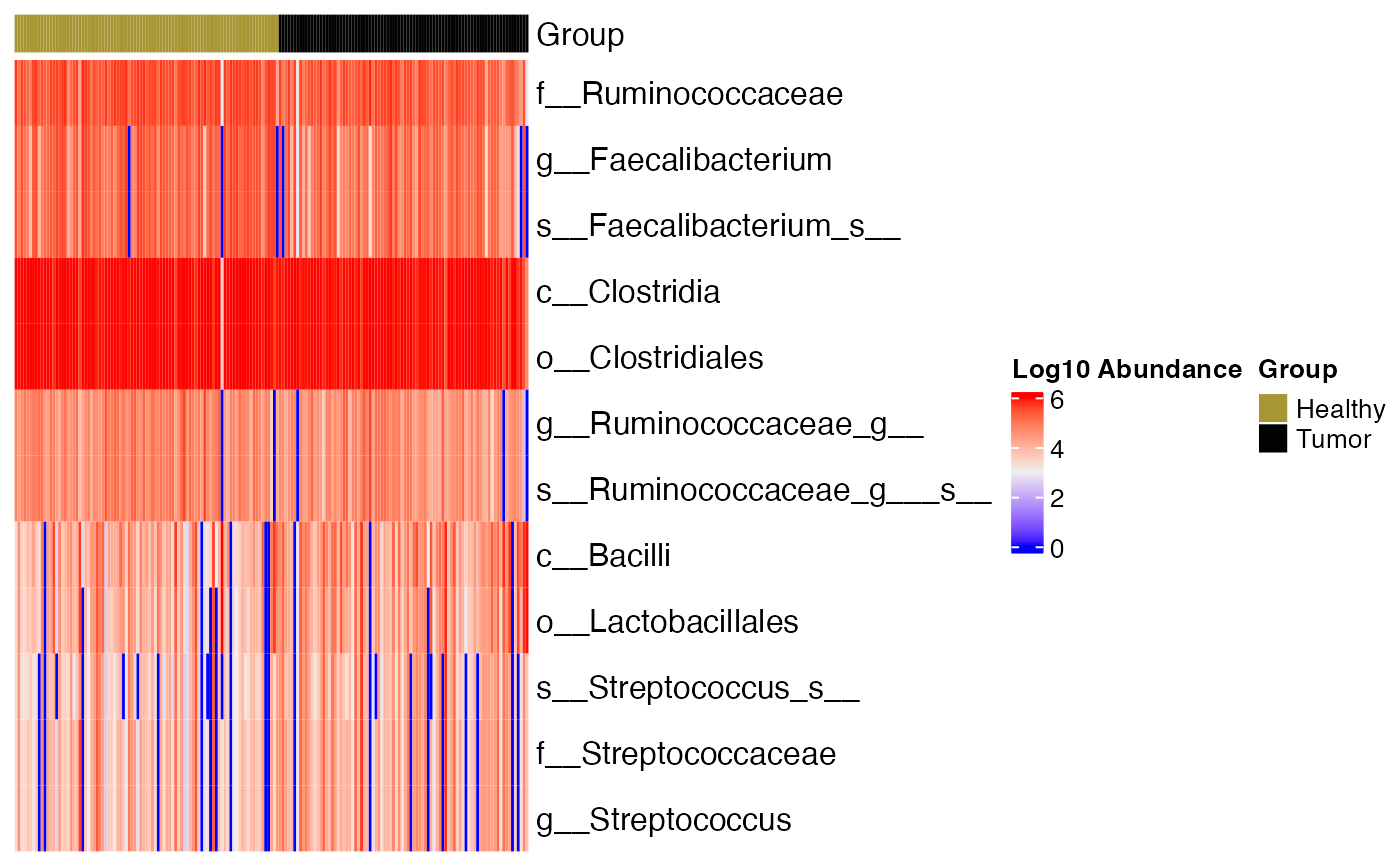 Group
f__Ruminococcaceae
g__Faecalibacterium
s__Faecalibacterium_s__
c__Clostridia
o__Clostridiales
g__Ruminococcaceae_g__
s__Ruminococcaceae_g___s__
c__Bacilli
o__Lactobacillales
s__Streptococcus_s__
f__Streptococcaceae
g__Streptococcus
Log10 Abundance
6
4
2
0
Group
Healthy
Tumor